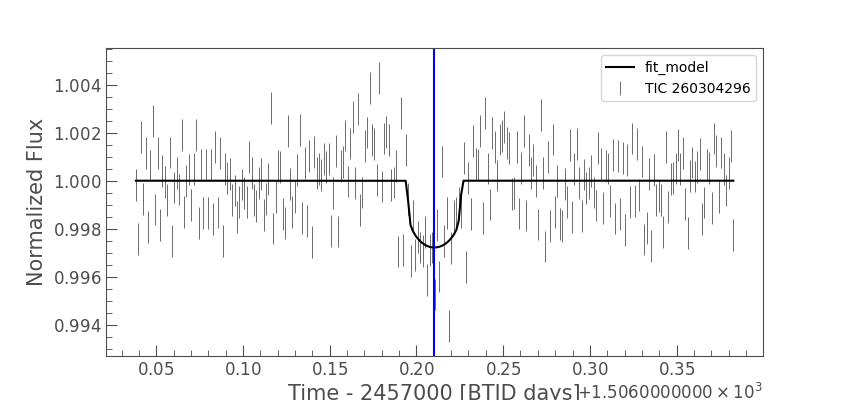 fit_model
TIC 260304296
1.004
1.002
1.000
0.998
0.996
0.994
Normalized Flux
0.05 0.10 0.15 0.20 0.25 0.30 0.35
Time - 2457000 [BTJD days]
+1.5060000000 × 10³